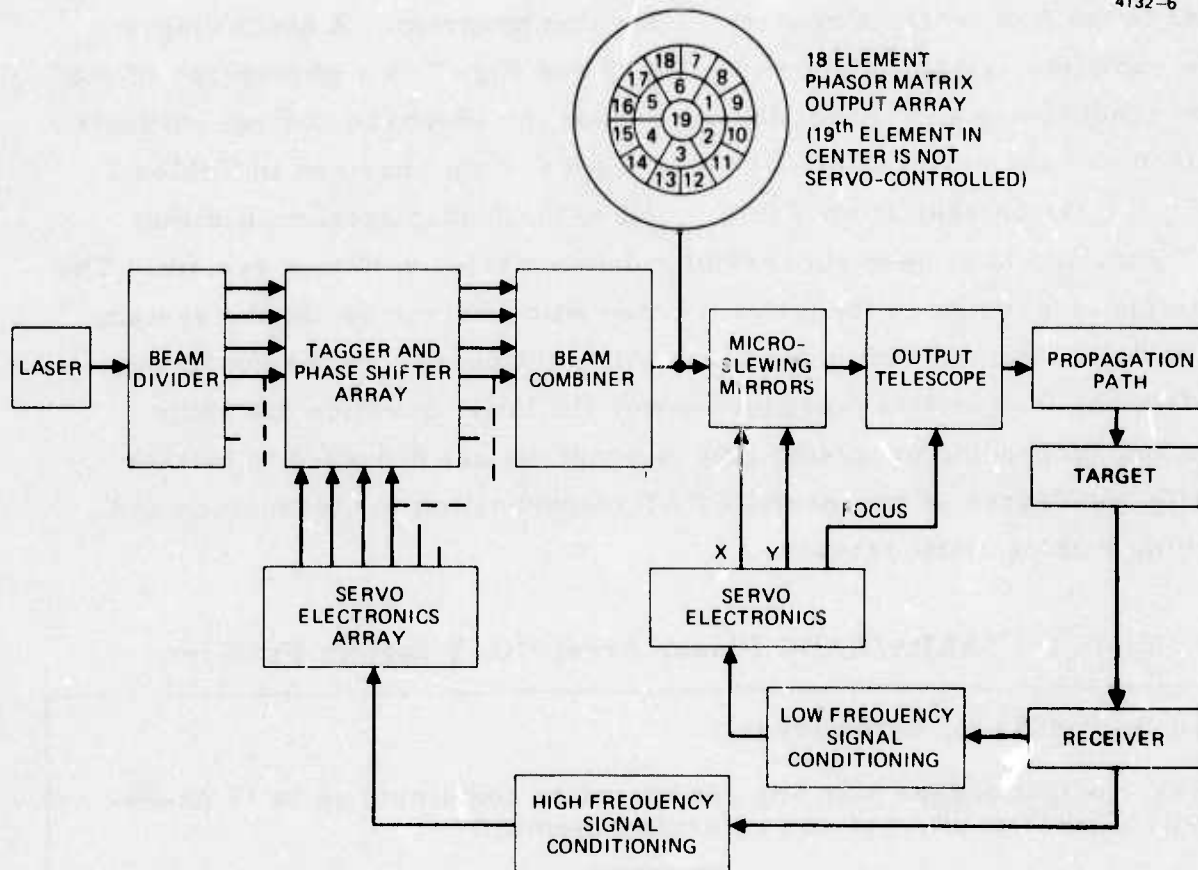 4132-6
18 ELEMENT
PHASOR MATRIX
OUTPUT ARRAY
(19th ELEMENT IN
CENTER IS NOT
SERVO-CONTROLLED)
18 7
17 6 8
16 5 1 9
19
15 4 2 10
14 3 11
13 12
LASER
BEAM
DIVIDER
TAGGER AND
PHASE SHIFTER
ARRAY
BEAM
COMBINER
MICRO-
SLEWING
MIRRORS
OUTPUT
TELESCOPE
PROPAGATION
PATH
TARGET
FOCUS
X Y
SERVO
ELECTRONICS
ARRAY
SERVO
ELECTRONICS
LOW FREQUENCY
SIGNAL
CONDITIONING
RECEIVER
HIGH FREQUENCY
SIGNAL
CONDITIONING